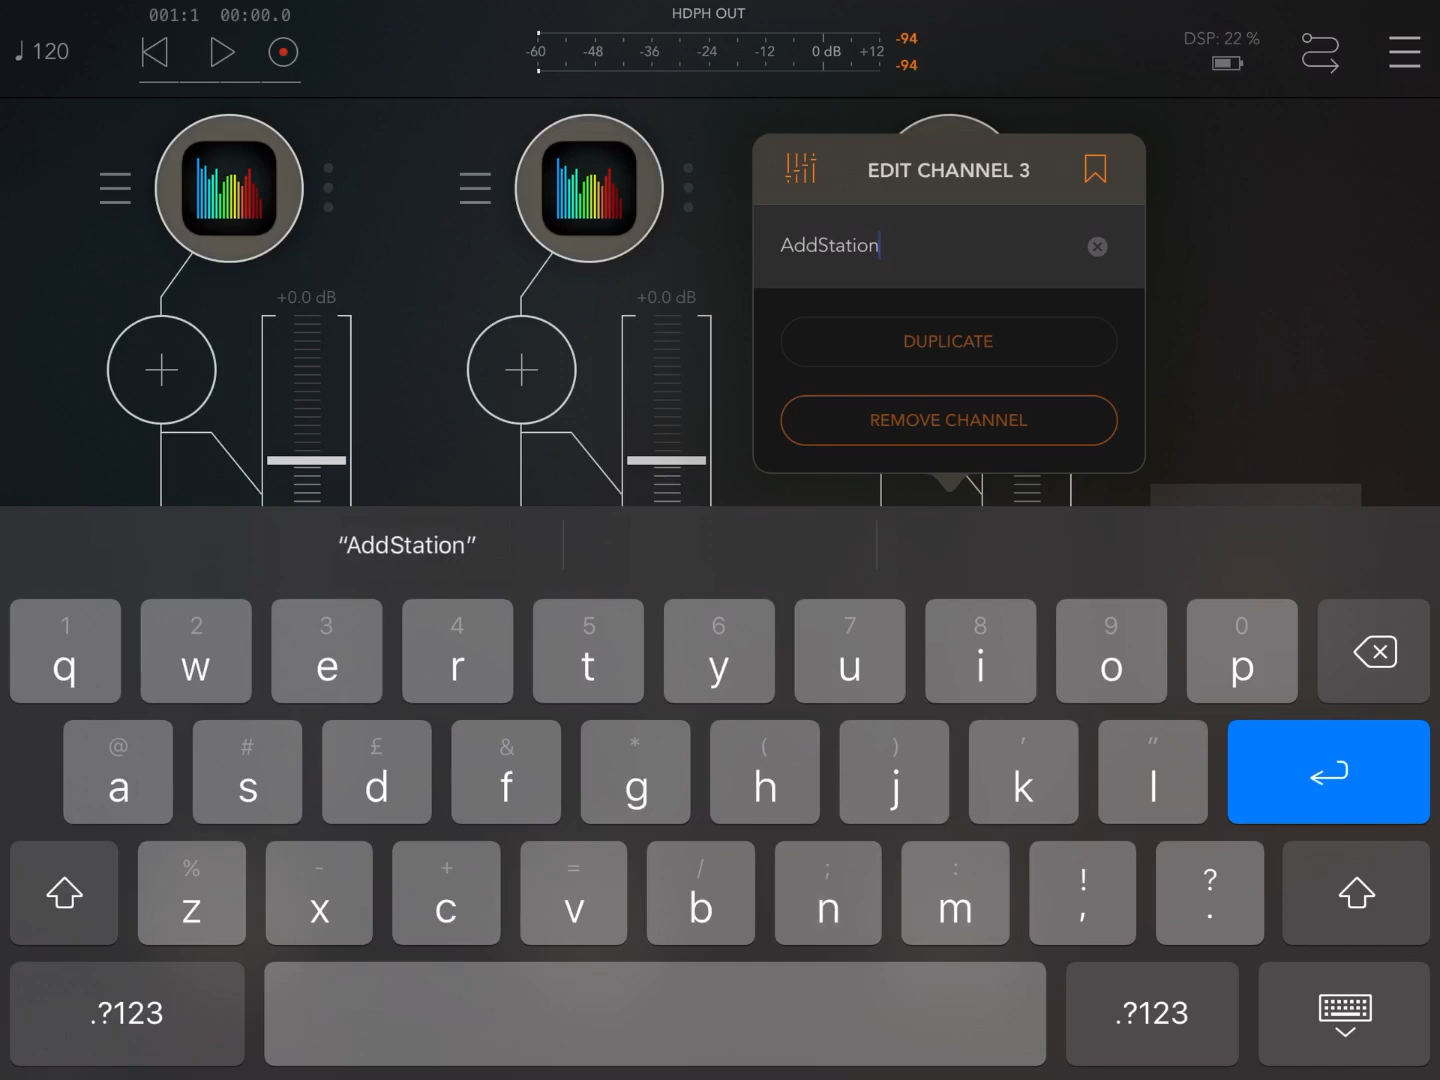 001:1 00:00.0
HDPH OUT
♩ 120
-60 -48 -36 -24 -12 0 dB +12
-94
-94
DSP: 22 %
EDIT CHANNEL 3
AddStation
+0.0 dB
+0.0 dB
DUPLICATE
REMOVE CHANNEL
“AddStation”
1 2 3 4 5 6 7 8 9 0
q w e r t y u i o p
@ # £ & * ( ) ' "
a s d f g h j k l
% - + = / ; : ! ?
z x c v b n m , .
.?123 .?123